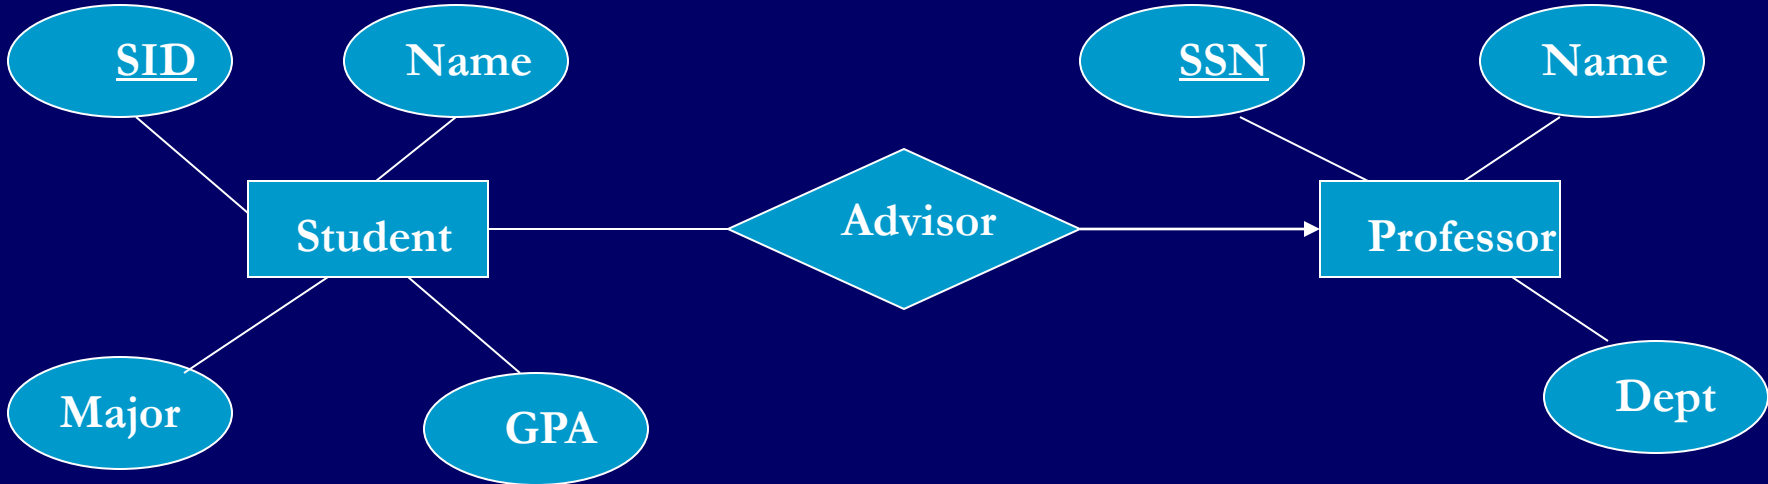 SID
Name
SSN
Name
Student
Advisor
Professor
Major
GPA
Dept